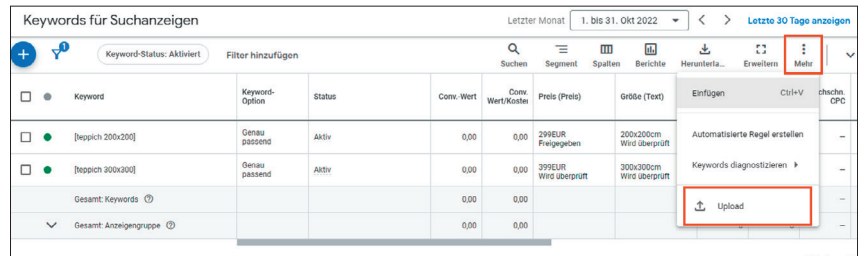 Keywords für Suchanzeigen
Letzter Monat 1. bis 31. Okt 2022 Letzte 30 Tage anzeigen
1 Keyword-Status: Aktiviert Filter hinzufügen
Suchen Segment Spalten Berichte Herunterla... Erweitern Mehr
Keyword Keyword-Option Status Conv.-Wert Conv. Wert/Kosten Preis (Preis) Größe (Text) chschn. CPC
[teppich 200x200] Genau passend Aktiv 0,00 0,00 299EUR Freigegeben 200x200cm Wird überprüft –
[teppich 300x300] Genau passend Aktiv 0,00 0,00 399EUR Wird überprüft 300x300cm Wird überprüft –
Gesamt: Keywords 0,00 0,00 –
Gesamt: Anzeigengruppe 0,00 0,00 –
Einfügen Ctrl+V
Automatisierte Regel erstellen
Keywords diagnostizieren
Upload